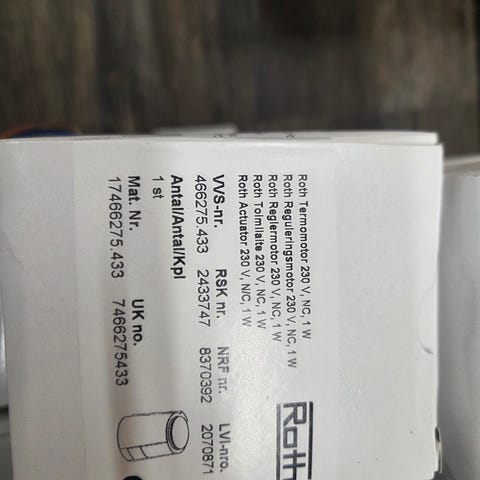 Roth
Roth Termomotor 230 V, NC, 1 W
Roth Reguleringsmotor 230 V, NC, 1 W
Roth Reglermotor 230 V, NC, 1 W
Roth Toimilaite 230 V, NC, 1 W
Roth Actuator 230 V, N/C, 1 W
VVS-nr. RSK nr. NRF nr. LVI-nro.
466275.433 2433747 8370392 2070871
Antal/Antal/Kpl
1 st
Mat. Nr. UK no.
17466275.433 7466275433